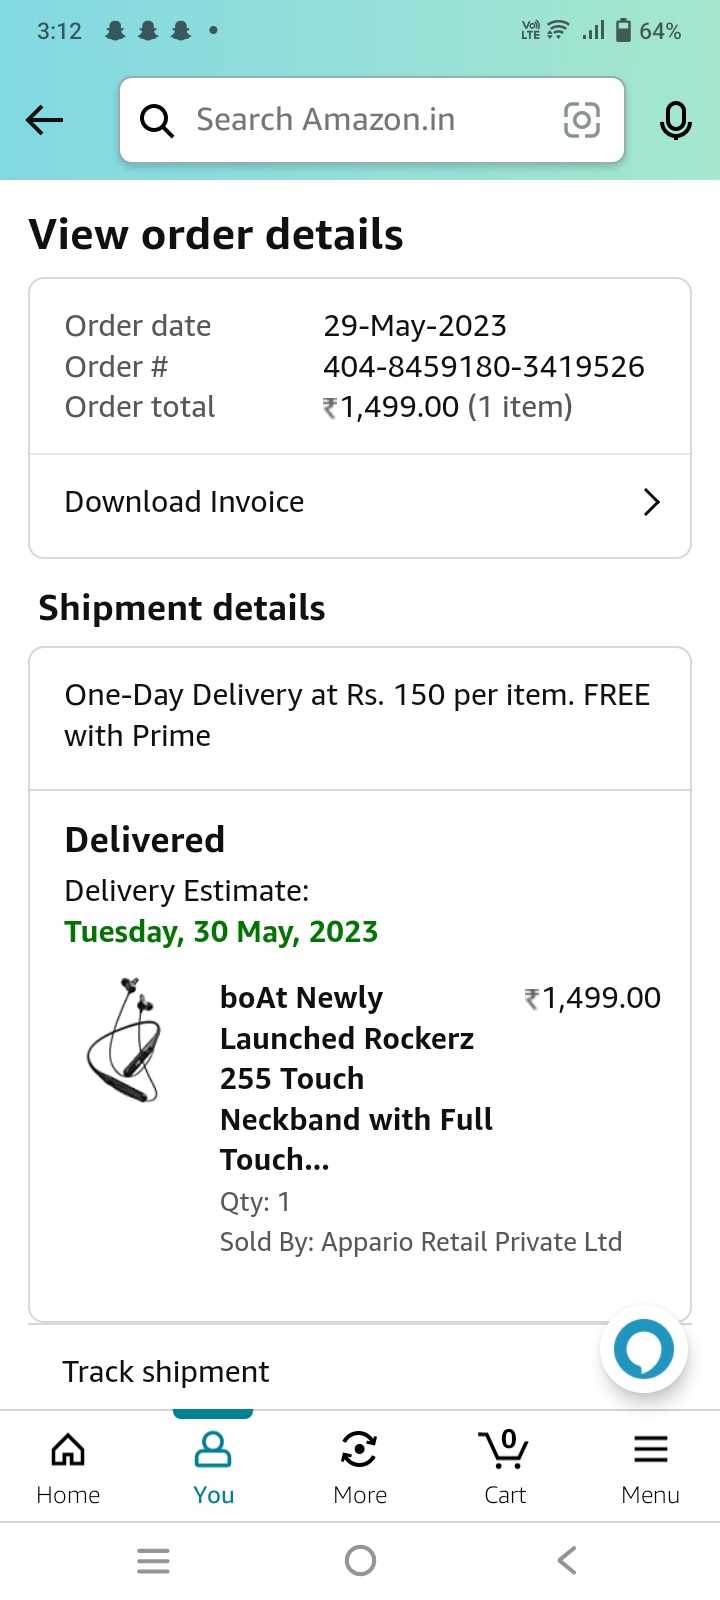 3:12
Vo) LTE 64%
Search Amazon.in
View order details
Order date 29-May-2023
Order # 404-8459180-3419526
Order total ₹1,499.00 (1 item)
Download Invoice
Shipment details
One-Day Delivery at Rs. 150 per item. FREE
with Prime
Delivered
Delivery Estimate:
Tuesday, 30 May, 2023
boAt Newly ₹1,499.00
Launched Rockerz
255 Touch
Neckband with Full
Touch...
Qty: 1
Sold By: Appario Retail Private Ltd
Track shipment
0
Home You More Cart Menu